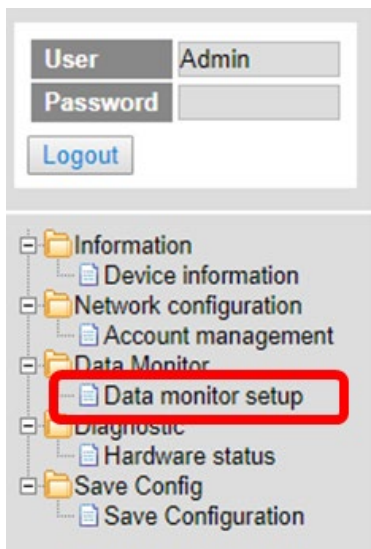 User Admin
Password
Logout
Information
Device information
Network configuration
Account management
Data Monitor
Data monitor setup
Diagnostic
Hardware status
Save Config
Save Configuration